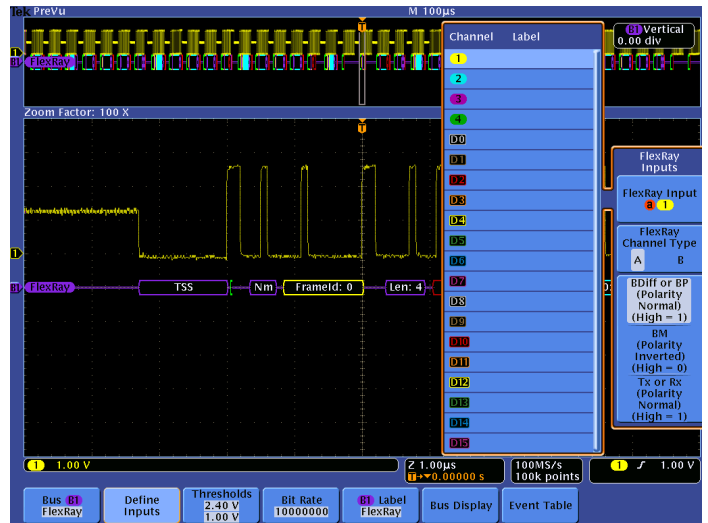 Tek PreVu
M 100µs
B1 Vertical
0.00 div
1
B1 FlexRay
Zoom Factor: 100 X
Channel Label
1
2
3
4
D0
D1
D2
D3
D4
D5
D6
D7
D8
D9
D10
D11
D12
D13
D14
D15
FlexRay
Inputs
FlexRay Input
a 1
FlexRay
Channel Type
A B
BDiff or BP
(Polarity
Normal)
(High = 1)
BM
(Polarity
Inverted)
(High = 0)
Tx or Rx
(Polarity
Normal)
(High = 1)
T
T
1
B1 FlexRay TSS Nm FrameId: 0 Len: 4
1 1.00 V
Z 1.00µs
T→▼0.00000 s
100MS/s
100k points
1 1.00 V
Bus B1
FlexRay
Define
Inputs
Thresholds
2.40 V
1.00 V
Bit Rate
10000000
B1 Label
FlexRay
Bus Display
Event Table